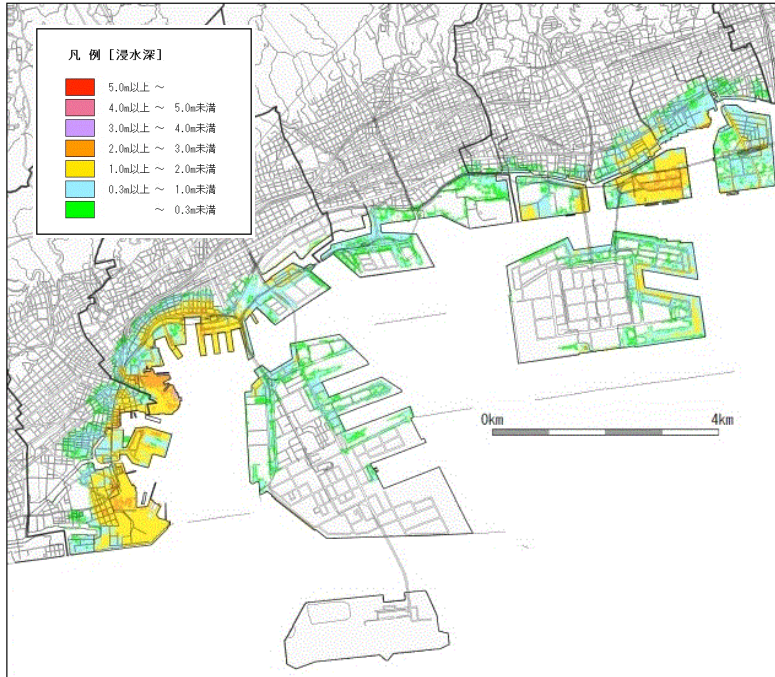 凡 例 [浸水深]
5.0m以上 ～
4.0m以上 ～ 5.0m未満
3.0m以上 ～ 4.0m未満
2.0m以上 ～ 3.0m未満
1.0m以上 ～ 2.0m未満
0.3m以上 ～ 1.0m未満
～ 0.3m未満
0km 4km